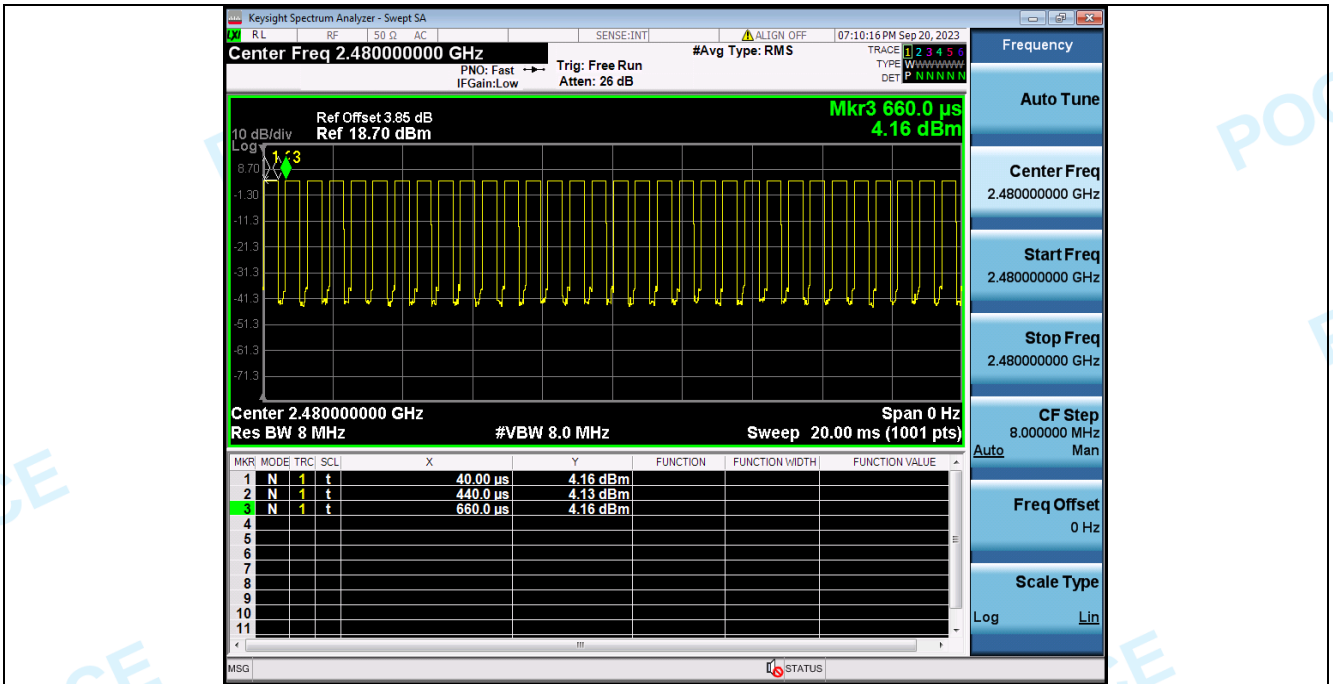 Keysight Spectrum Analyzer - Swept SA
LXI RL RF 50 Ω AC SENSE:INT ALIGN OFF 07:10:16 PM Sep 20, 2023
Center Freq 2.480000000 GHz
#Avg Type: RMS
TRACE 1 2 3 4 5 6
PNO: Fast
Trig: Free Run
TYPE WWWWWW
IFGain:Low
Atten: 26 dB
DET P N N N N N
Mkr3 660.0 µs
4.16 dBm
Ref Offset 3.85 dB
10 dB/div Ref 18.70 dBm
Log
3
8.70
-1.30
-11.3
-21.3
-31.3
-41.3
-51.3
-61.3
-71.3
Center 2.480000000 GHz Span 0 Hz
Res BW 8 MHz #VBW 8.0 MHz Sweep 20.00 ms (1001 pts)
MKR MODE TRC SCL X Y FUNCTION FUNCTION WIDTH FUNCTION VALUE
1 N 1 t 40.00 µs 4.16 dBm
2 N 1 t 440.0 µs 4.13 dBm
3 N 1 t 660.0 µs 4.16 dBm
4
5
6
7
8
9
10
11
MSG STATUS
Frequency
Auto Tune
Center Freq
2.480000000 GHz
Start Freq
2.480000000 GHz
Stop Freq
2.480000000 GHz
CF Step
8.000000 MHz
Auto Man
Freq Offset
0 Hz
Scale Type
Log Lin